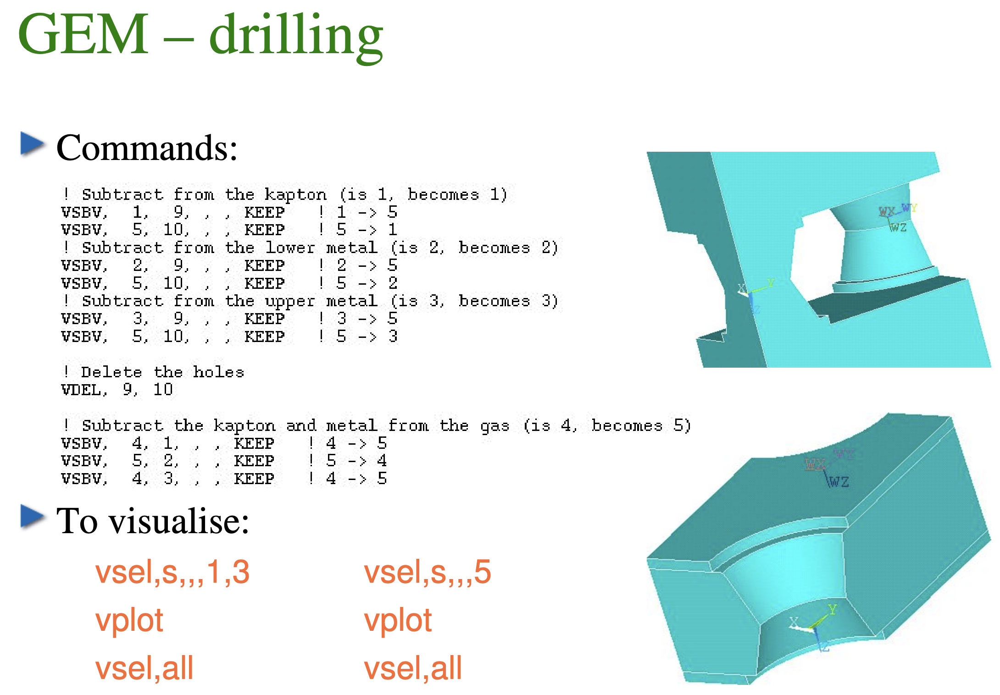 GEM – drilling
Commands:
! Subtract from the kapton (is 1, becomes 1)
VSBV, 1, 9, , , KEEP ! 1 -> 5
VSBV, 5, 10, , , KEEP ! 5 -> 1
! Subtract from the lower metal (is 2, becomes 2)
VSBV, 2, 9, , , KEEP ! 2 -> 5
VSBV, 5, 10, , , KEEP ! 5 -> 2
! Subtract from the upper metal (is 3, becomes 3)
VSBV, 3, 9, , , KEEP ! 3 -> 5
VSBV, 5, 10, , , KEEP ! 5 -> 3
! Delete the holes
VDEL, 9, 10
! Subtract the kapton and metal from the gas (is 4, becomes 5)
VSBV, 4, 1, , , KEEP ! 4 -> 5
VSBV, 5, 2, , , KEEP ! 5 -> 4
VSBV, 4, 3, , , KEEP ! 4 -> 5
To visualise:
vsel,s,,,1,3
vplot
vsel,all
vsel,s,,,5
vplot
vsel,all
WX WY
WZ
X Y
Z
WY
WX
WZ
Y
X
Z